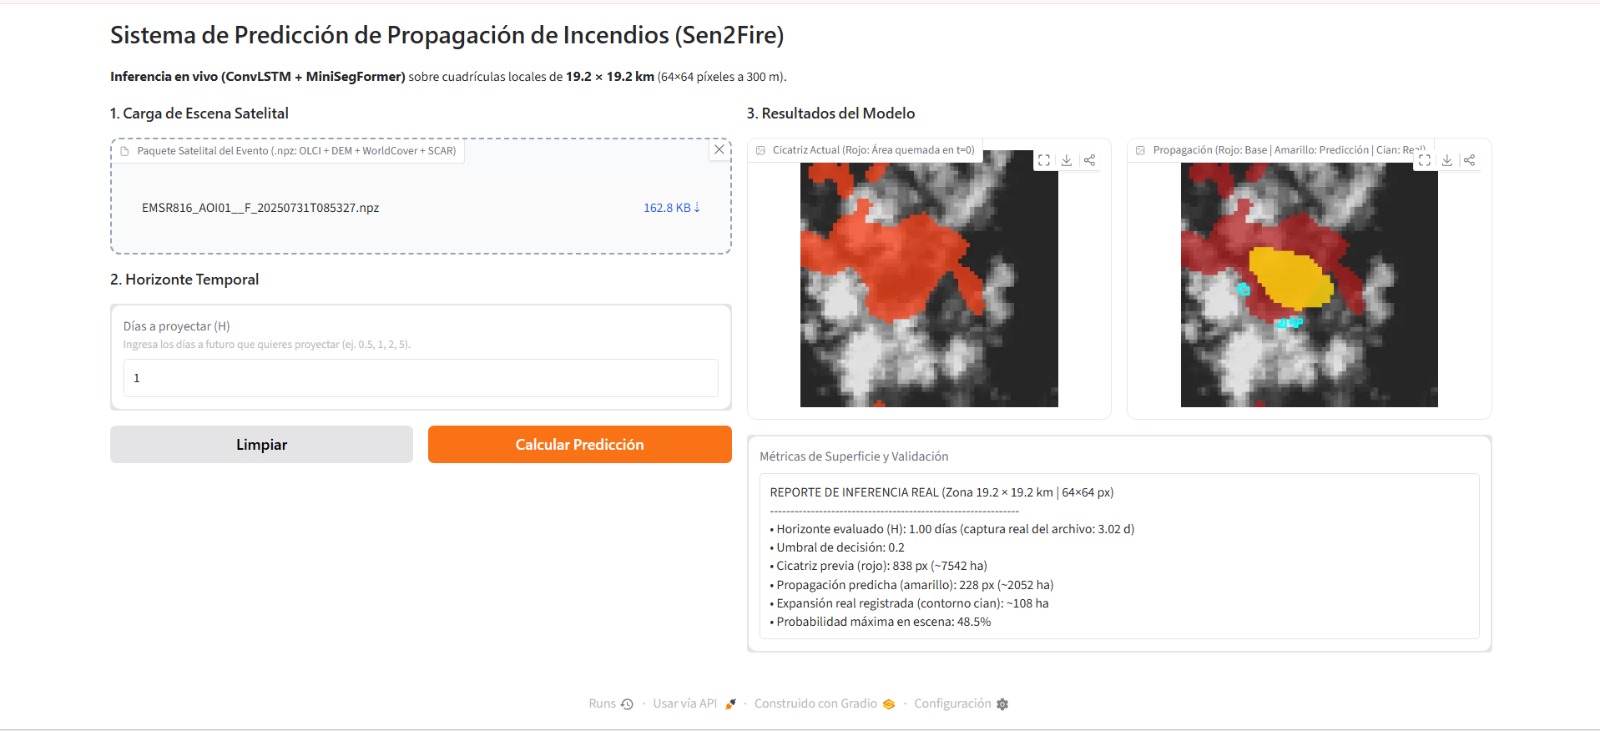 Sistema de Predicción de Propagación de Incendios (Sen2Fire)
Inferencia en vivo (ConvLSTM + MiniSegFormer) sobre cuadrículas locales de 19.2 × 19.2 km (64×64 píxeles a 300 m).
1. Carga de Escena Satelital
Paquete Satelital del Evento (.npz: OLCI + DEM + WorldCover + SCAR)
EMSR816_AOI01__F_20250731T085327.npz
162.8 KB ↓
2. Horizonte Temporal
Días a proyectar (H)
Ingresa los días a futuro que quieres proyectar (ej. 0.5, 1, 2, 5).
1
Limpiar
Calcular Predicción
3. Resultados del Modelo
Cicatriz Actual (Rojo: Área quemada en t=0)
Propagación (Rojo: Base | Amarillo: Predicción | Cian: Real)
Métricas de Superficie y Validación
REPORTE DE INFERENCIA REAL (Zona 19.2 × 19.2 km | 64×64 px)
------------------------------------------------------------
• Horizonte evaluado (H): 1.00 días (captura real del archivo: 3.02 d)
• Umbral de decisión: 0.2
• Cicatriz previa (rojo): 838 px (~7542 ha)
• Propagación predicha (amarillo): 228 px (~2052 ha)
• Expansión real registrada (contorno cian): ~108 ha
• Probabilidad máxima en escena: 48.5%
Runs · Usar vía API · Construido con Gradio · Configuración